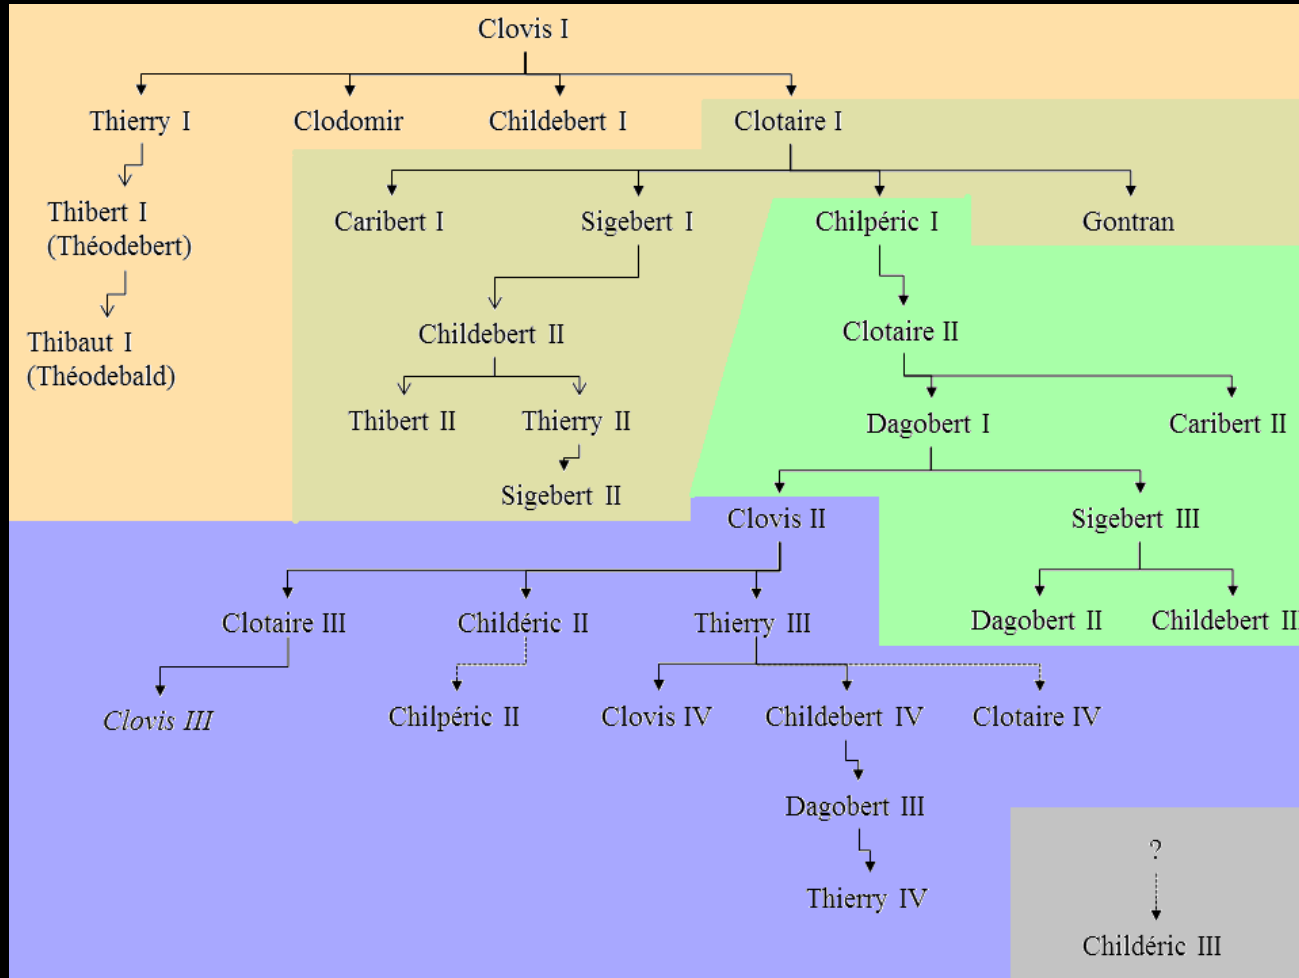 Clovis I
Thierry I
Clodomir
Childebert I
Clotaire I
Thibert I
(Théodebert)
Caribert I
Sigebert I
Chilpéric I
Gontran
Thibaut I
(Théodebald)
Childebert II
Clotaire II
Thibert II
Thierry II
Dagobert I
Caribert II
Sigebert II
Clovis II
Sigebert III
Clotaire III
Childéric II
Thierry III
Dagobert II
Childebert III
Clovis III
Chilpéric II
Clovis IV
Childebert IV
Clotaire IV
Dagobert III
?
Thierry IV
Childéric III